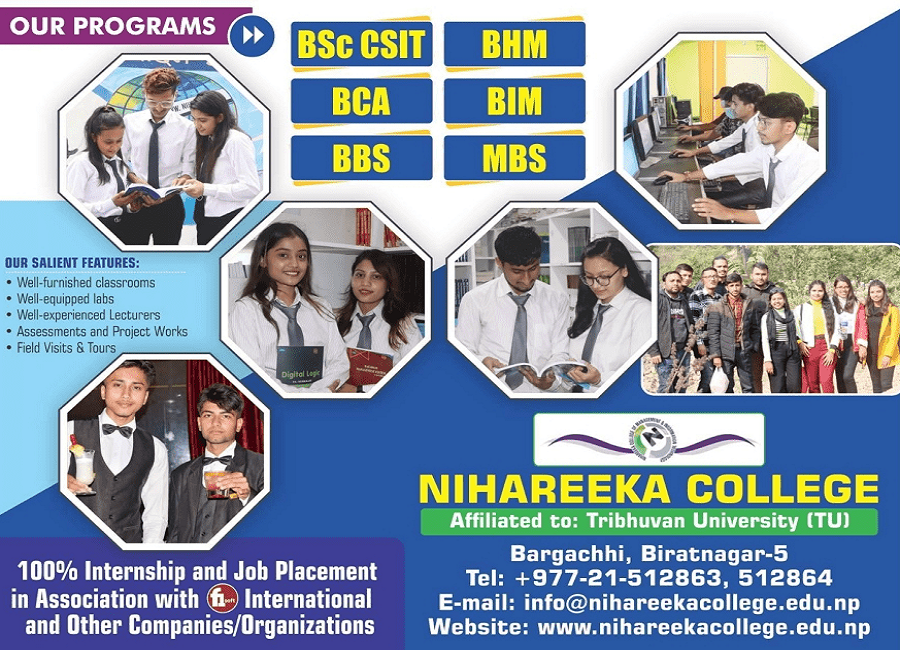 OUR PROGRAMS
BSc CSIT
BHM
BCA
BIM
BBS
MBS
OUR SALIENT FEATURES:
• Well-furnished classrooms
• Well-equipped labs
• Well-experienced Lecturers
• Assessments and Project Works
• Field Visits & Tours
Digital Logic
N
NIHAREEKA COLLEGE
Affiliated to: Tribhuvan University (TU)
Bargachhi, Biratnagar-5
Tel: +977-21-512863, 512864
E-mail: info@nihareekacollege.edu.np
Website: www.nihareekacollege.edu.np
100% Internship and Job Placement
in Association with fi soft International
and Other Companies/Organizations